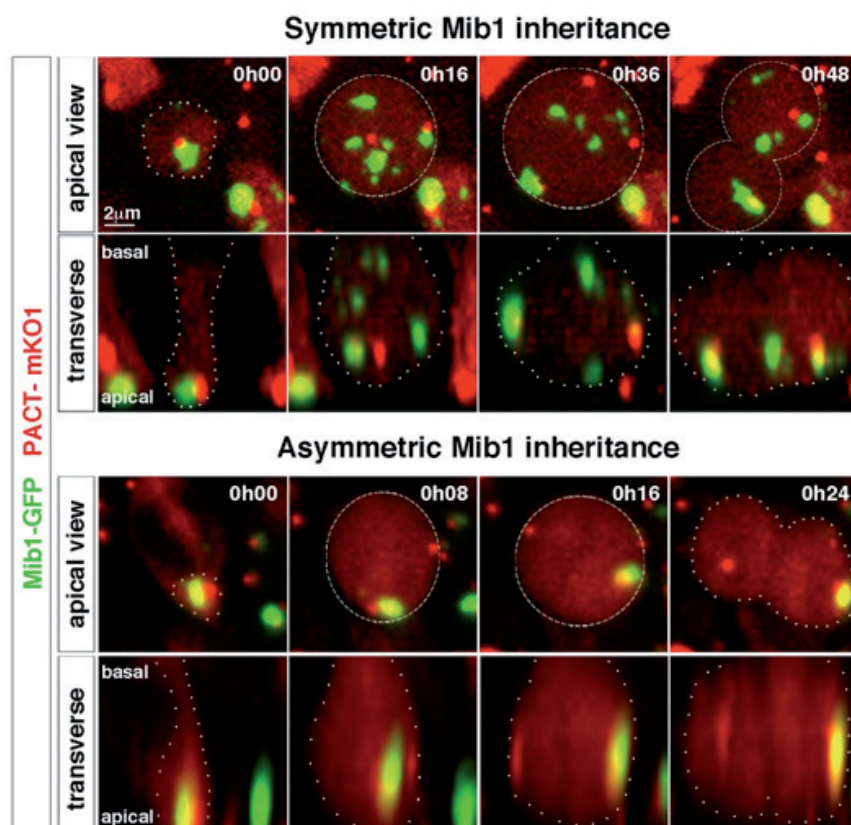 Symmetric Mib1 inheritance
Mib1-GFP PACT- mKO1
apical view
0h00
0h16
0h36
0h48
2μm
transverse
basal
apical
Asymmetric Mib1 inheritance
apical view
0h00
0h08
0h16
0h24
transverse
basal
apical